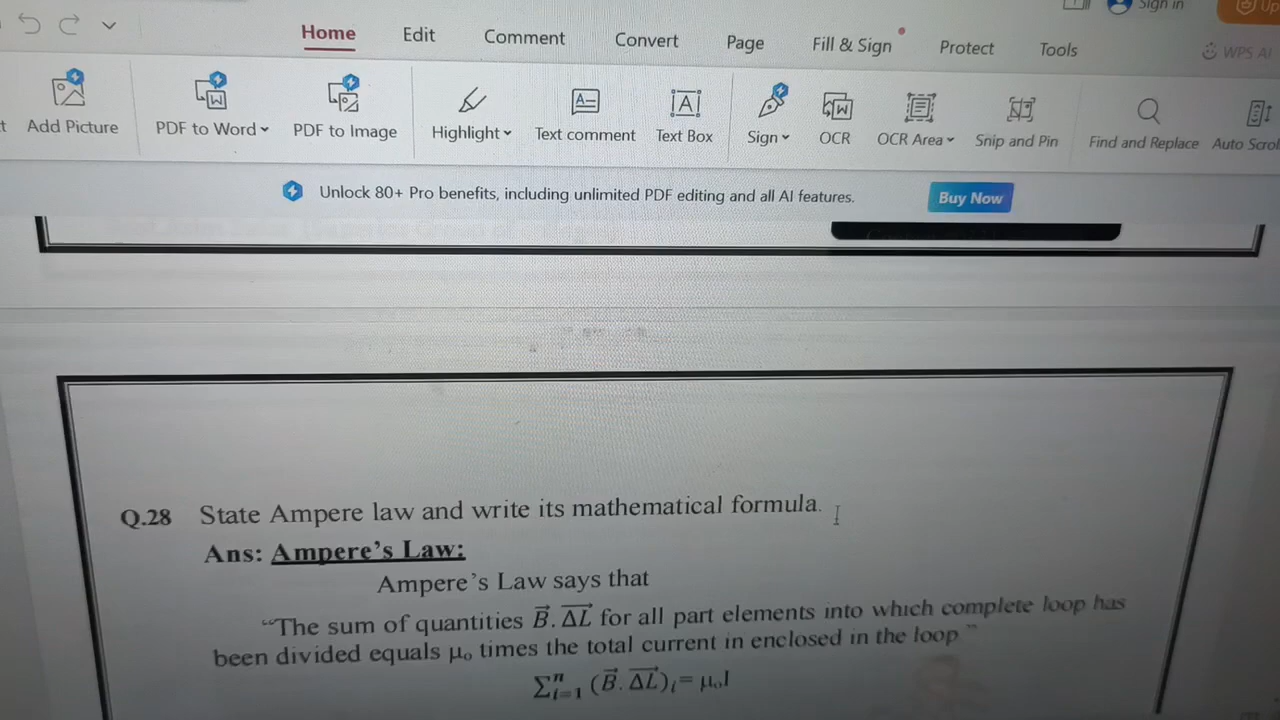 Sign in
Home Edit Comment Convert Page Fill & Sign Protect Tools WPS AI
Add Picture PDF to Word PDF to Image Highlight Text comment Text Box Sign OCR OCR Area Snip and Pin Find and Replace Auto Scrol
Unlock 80+ Pro benefits, including unlimited PDF editing and all AI features. Buy Now
Q.28 State Ampere law and write its mathematical formula.
Ans: Ampere's Law:
Ampere's Law says that
“The sum of quantities B⃗. ΔL⃗ for all part elements into which complete loop has
been divided equals μₒ times the total current in enclosed in the loop”
Σⁿᵢ₌₁ (B⃗. ΔL⃗)ᵢ= μₒI